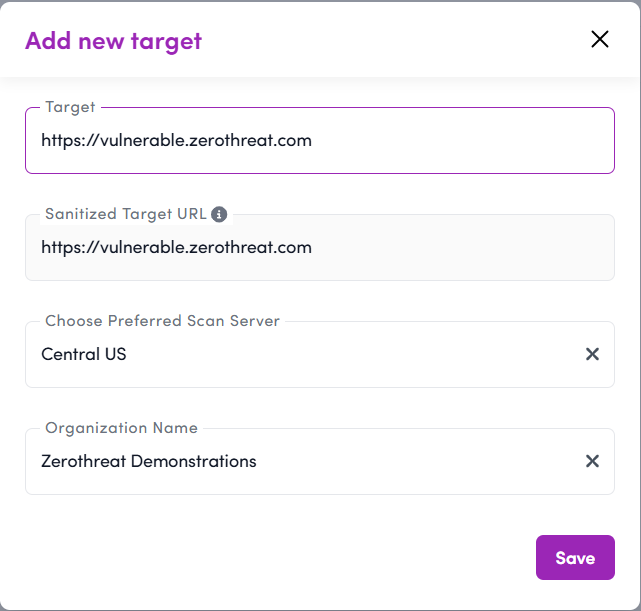 Add new target
Target
https://vulnerable.zerothreat.com
Sanitized Target URL
https://vulnerable.zerothreat.com
Choose Preferred Scan Server
Central US
Organization Name
Zerothreat Demonstrations
Save